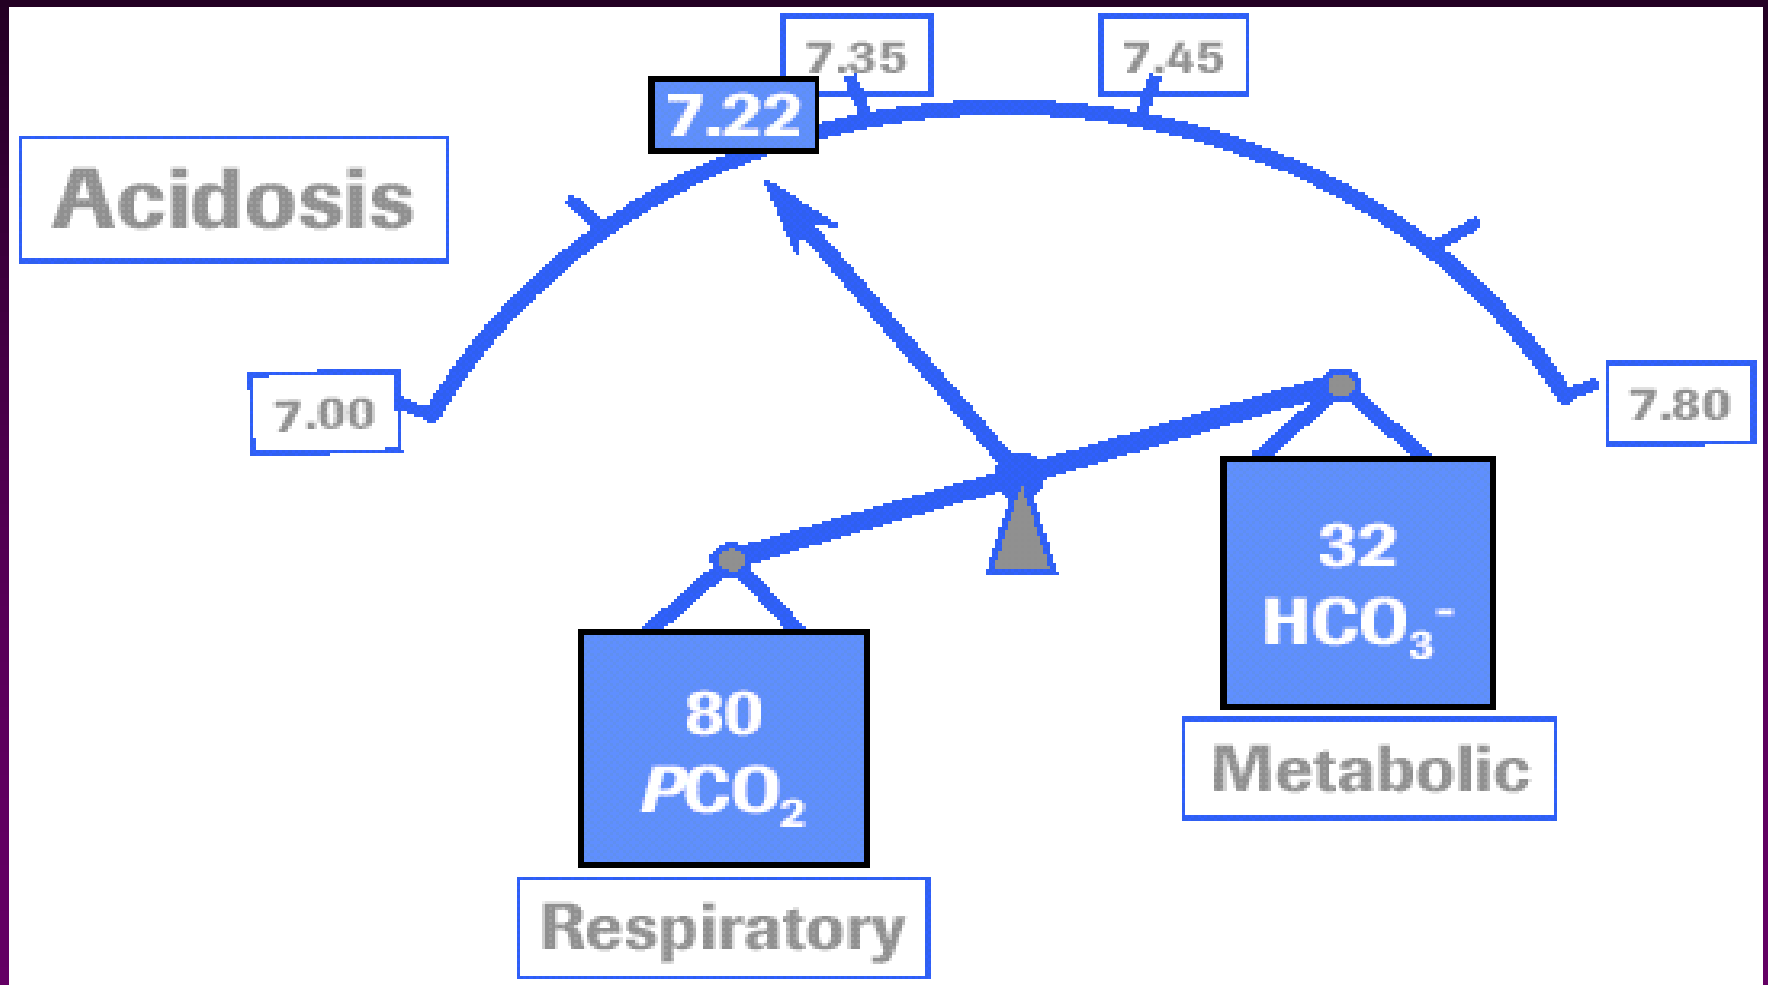 7.35
7.45
7.22
Acidosis
7.00
7.80
32
HCO₃⁻
80
PCO₂
Metabolic
Respiratory